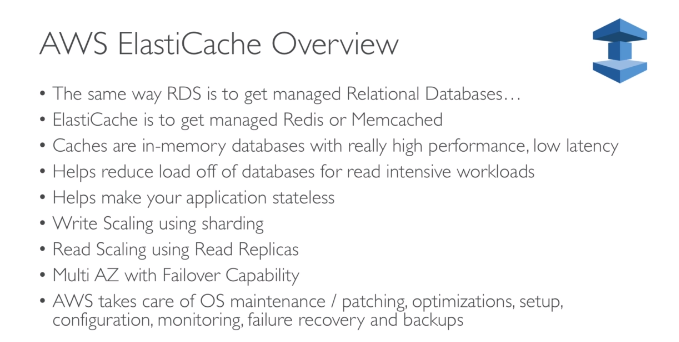 AWS ElastiCache Overview
• The same way RDS is to get managed Relational Databases…
• ElastiCache is to get managed Redis or Memcached
• Caches are in-memory databases with really high performance, low latency
• Helps reduce load off of databases for read intensive workloads
• Helps make your application stateless
• Write Scaling using sharding
• Read Scaling using Read Replicas
• Multi AZ with Failover Capability
• AWS takes care of OS maintenance / patching, optimizations, setup,
configuration, monitoring, failure recovery and backups